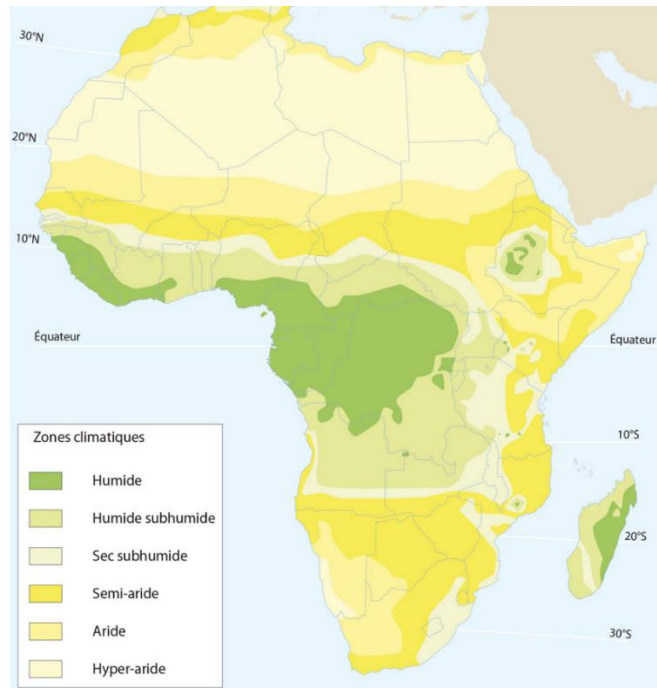 30°N
20°N
10°N
Équateur
Équateur
10°S
20°S
30°S
Zones climatiques
Humide
Humide subhumide
Sec subhumide
Semi-aride
Aride
Hyper-aride